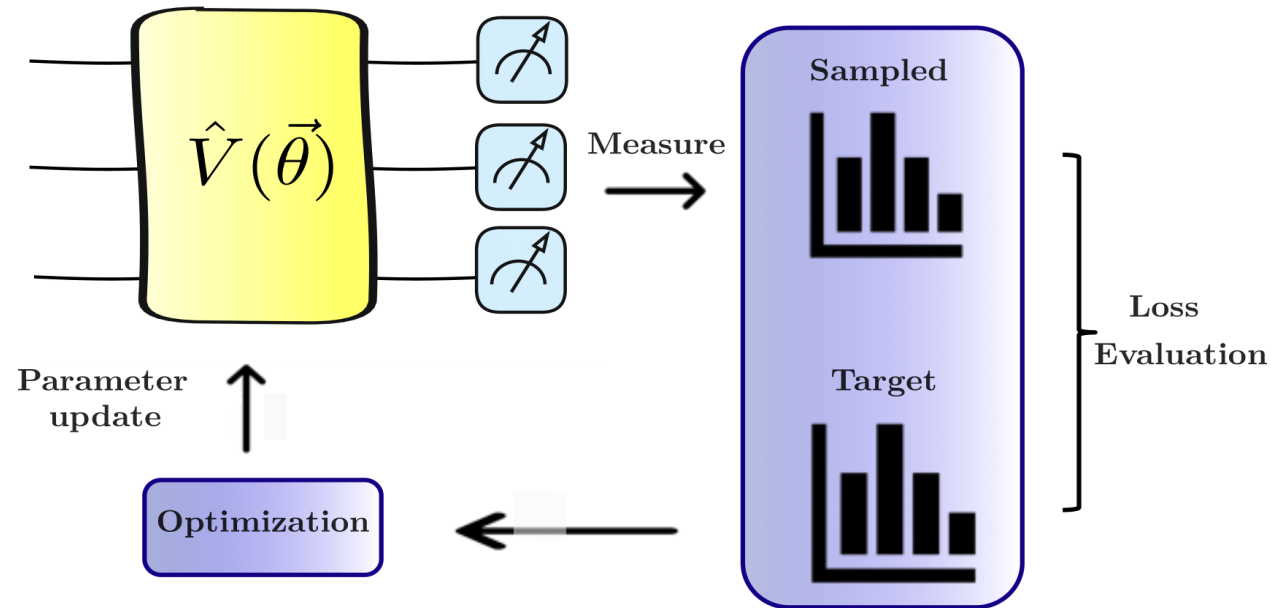 Sampled
V̂(θ⃗)
Measure
Loss
Evaluation
Parameter
update
Target
Optimization